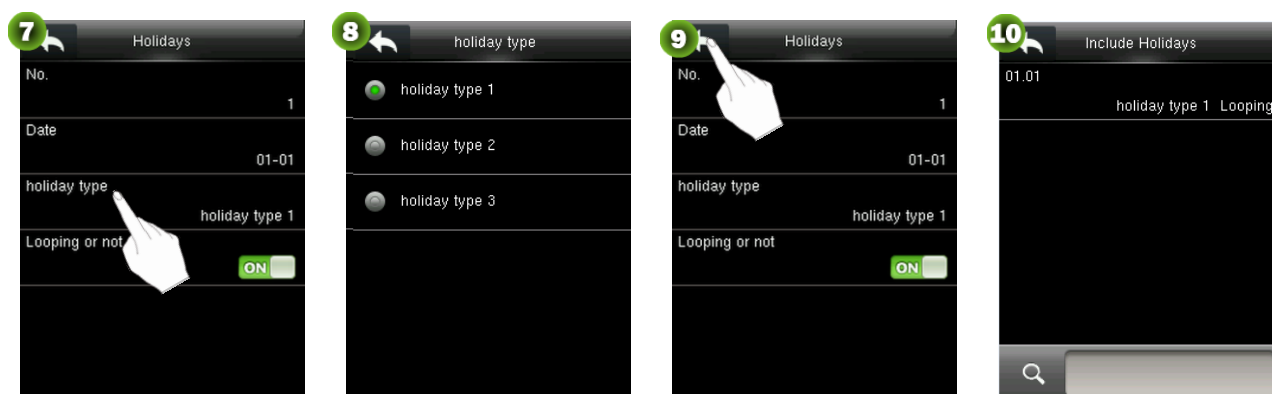 7
Holidays
No.
1
Date
01-01
holiday type
holiday type 1
Looping or not
ON
8
holiday type
holiday type 1
holiday type 2
holiday type 3
9
Holidays
No.
1
Date
01-01
holiday type
holiday type 1
Looping or not
ON
10
Include Holidays
01.01
holiday type 1 Looping